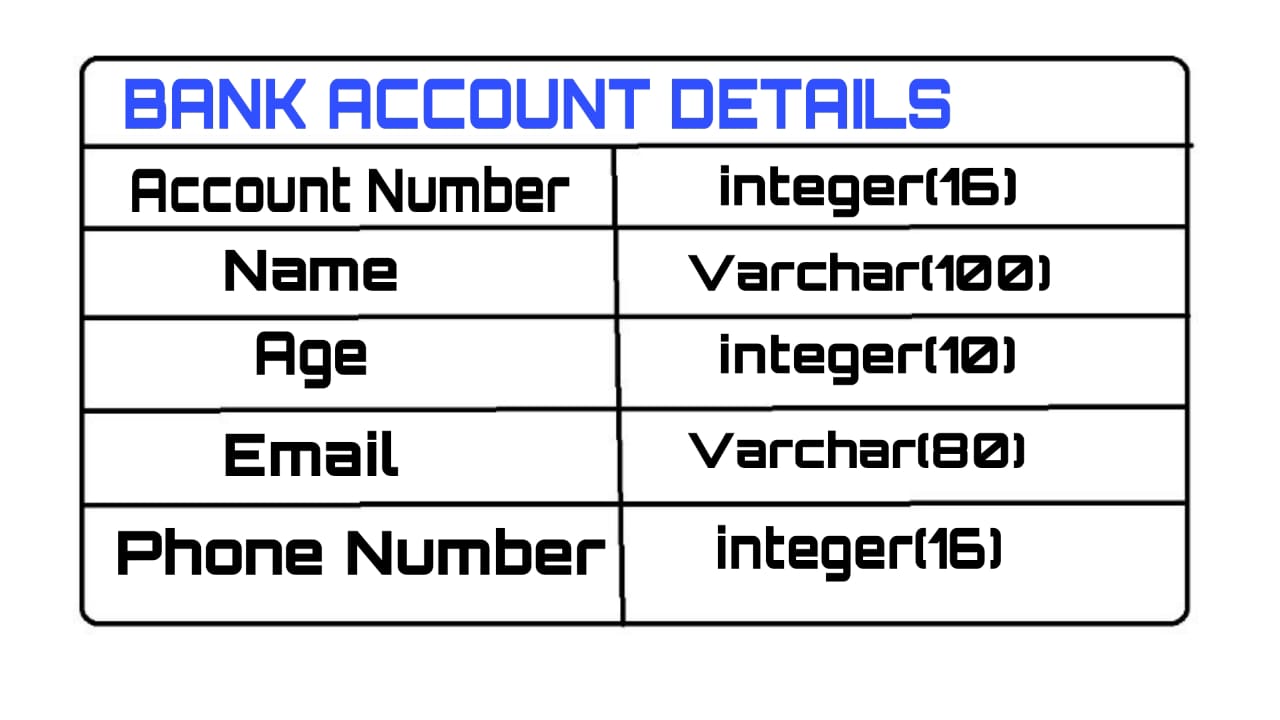 BANK ACCOUNT DETAILS
Account Number integer(16)
Name Varchar(100)
Age integer(10)
Email Varchar(80)
Phone Number integer(16)